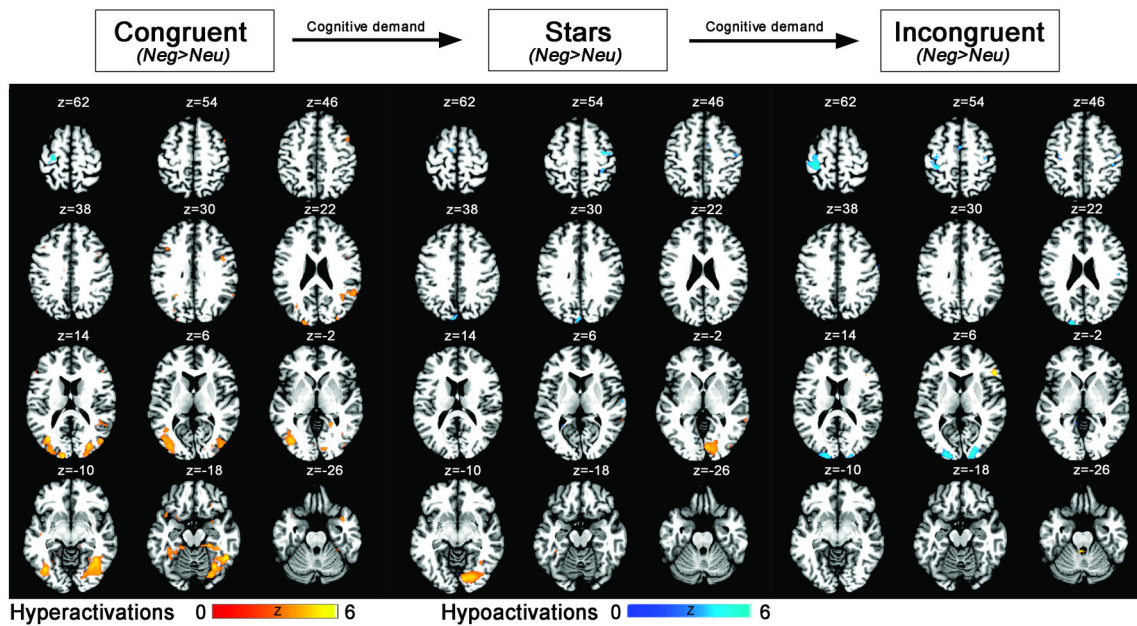 Congruent
(Neg>Neu)
Cognitive demand
Stars
(Neg>Neu)
Cognitive demand
Incongruent
(Neg>Neu)
z=62 z=54 z=46 z=62 z=54 z=46 z=62 z=54 z=46
z=38 z=30 z=22 z=38 z=30 z=22 z=38 z=30 z=22
z=14 z=6 z=-2 z=14 z=6 z=-2 z=14 z=6 z=-2
z=-10 z=-18 z=-26 z=-10 z=-18 z=-26 z=-10 z=-18 z=-26
Hyperactivations 0 z 6 Hypoactivations 0 z 6